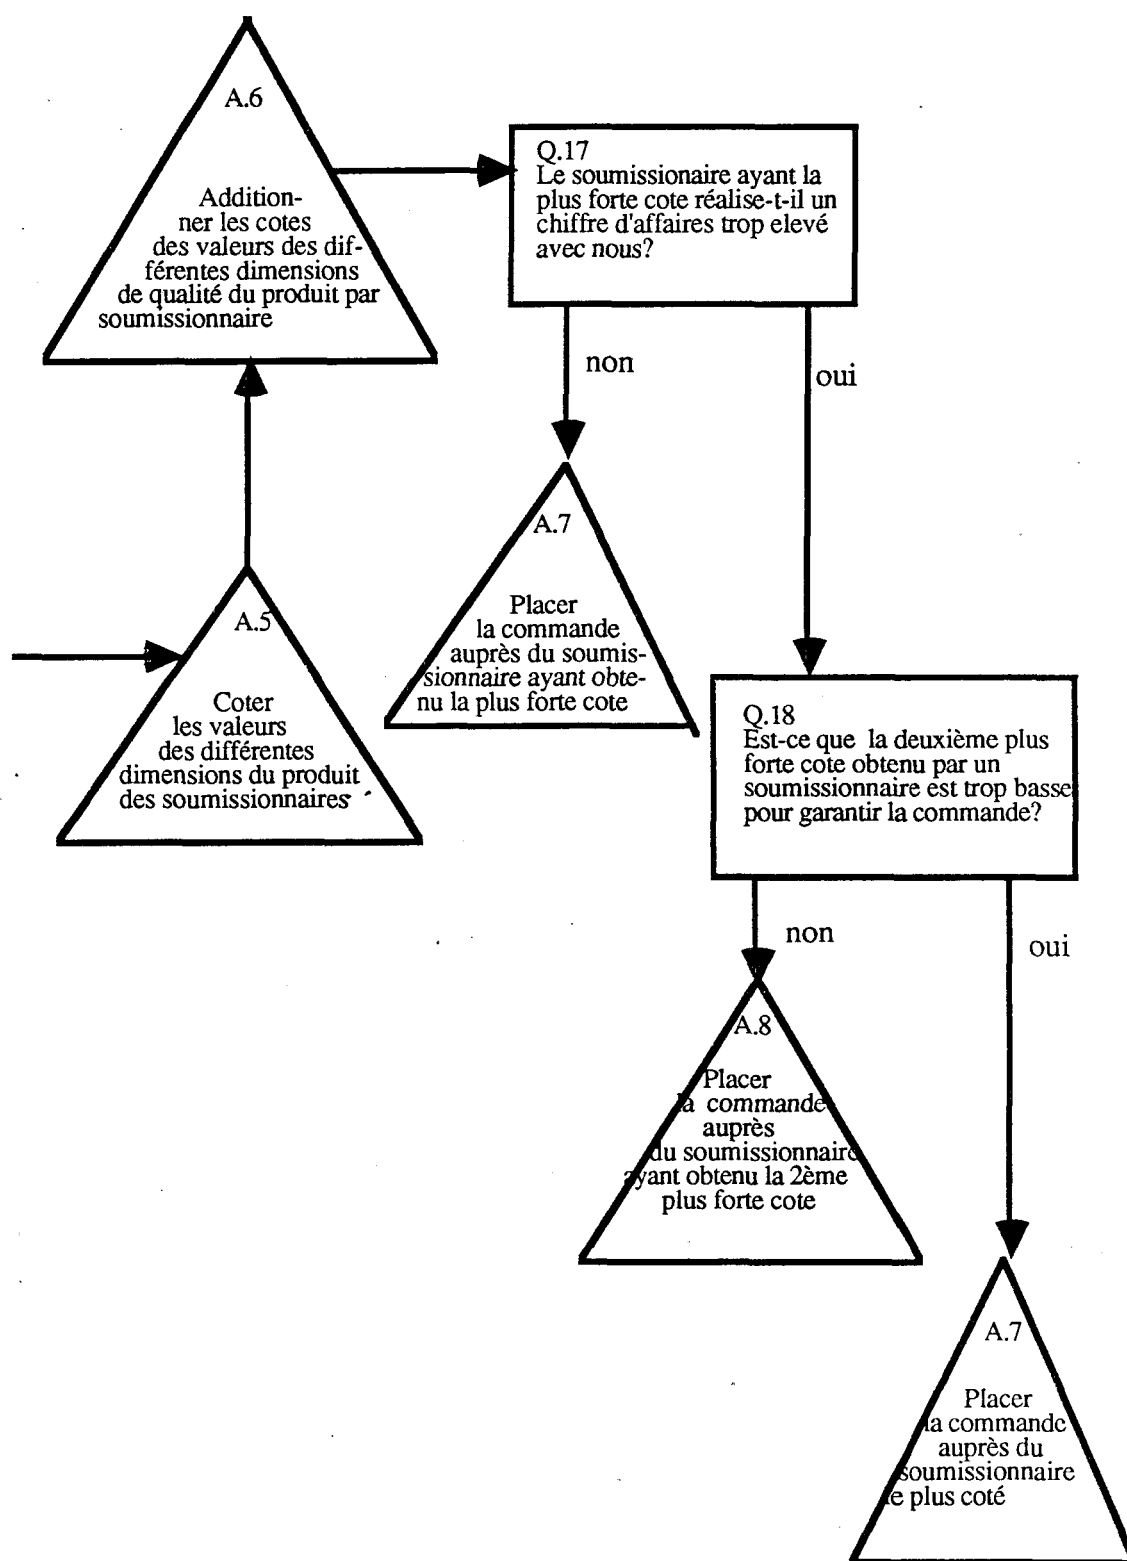 A.6
Addition-
ner les cotes
des valeurs des dif-
férentes dimensions
de qualité du produit par
soumissionnaire
Q.17
Le soumissionaire ayant la
plus forte cote réalise-t-il un
chiffre d'affaires trop elevé
avec nous?
non
oui
A.7
Placer
la commande
auprès du soumis-
sionnaire ayant obte-
nu la plus forte cote
A.5
Coter
les valeurs
des différentes
dimensions du produit
des soumissionnaires
Q.18
Est-ce que la deuxième plus
forte cote obtenu par un
soumissionaire est trop basse
pour garantir la commande?
non
oui
A.8
Placer
la commande
auprès
du soumissionnaire
ayant obtenu la 2ème
plus forte cote
A.7
Placer
la commande
auprès du
soumissionnaire
le plus coté